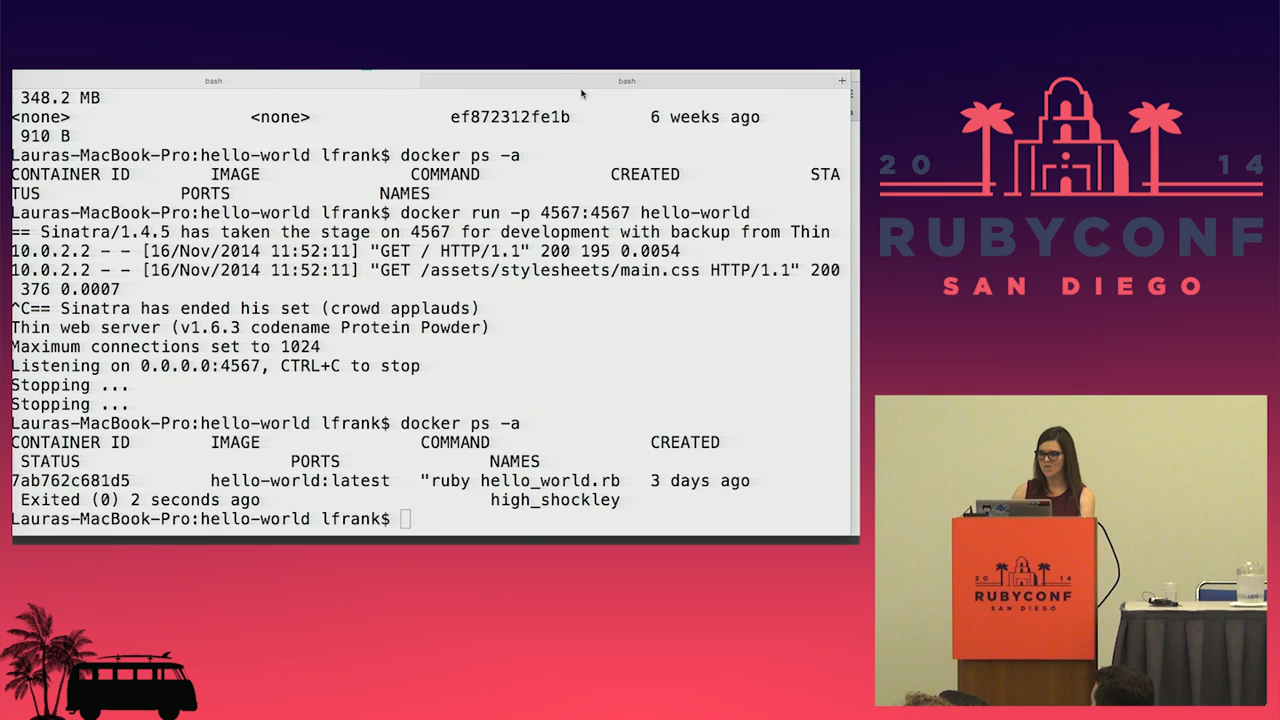 bash
bash
+
348.2 MB
<none> <none> ef872312fe1b 6 weeks ago
910 B
Lauras-MacBook-Pro:hello-world lfrank$ docker ps -a
CONTAINER ID IMAGE COMMAND CREATED STA
TUS PORTS NAMES
Lauras-MacBook-Pro:hello-world lfrank$ docker run -p 4567:4567 hello-world
== Sinatra/1.4.5 has taken the stage on 4567 for development with backup from Thin
10.0.2.2 - - [16/Nov/2014 11:52:11] "GET / HTTP/1.1" 200 195 0.0054
10.0.2.2 - - [16/Nov/2014 11:52:11] "GET /assets/stylesheets/main.css HTTP/1.1" 200
376 0.0007
^C== Sinatra has ended his set (crowd applauds)
Thin web server (v1.6.3 codename Protein Powder)
Maximum connections set to 1024
Listening on 0.0.0.0:4567, CTRL+C to stop
Stopping ...
Stopping ...
Lauras-MacBook-Pro:hello-world lfrank$ docker ps -a
CONTAINER ID IMAGE COMMAND CREATED
STATUS PORTS NAMES
7ab762c681d5 hello-world:latest "ruby hello_world.rb 3 days ago
Exited (0) 2 seconds ago high_shockley
Lauras-MacBook-Pro:hello-world lfrank$
20 14
RUBYCONF
SAN DIEGO
20 14
RUBYCONF
SAN DIEGO